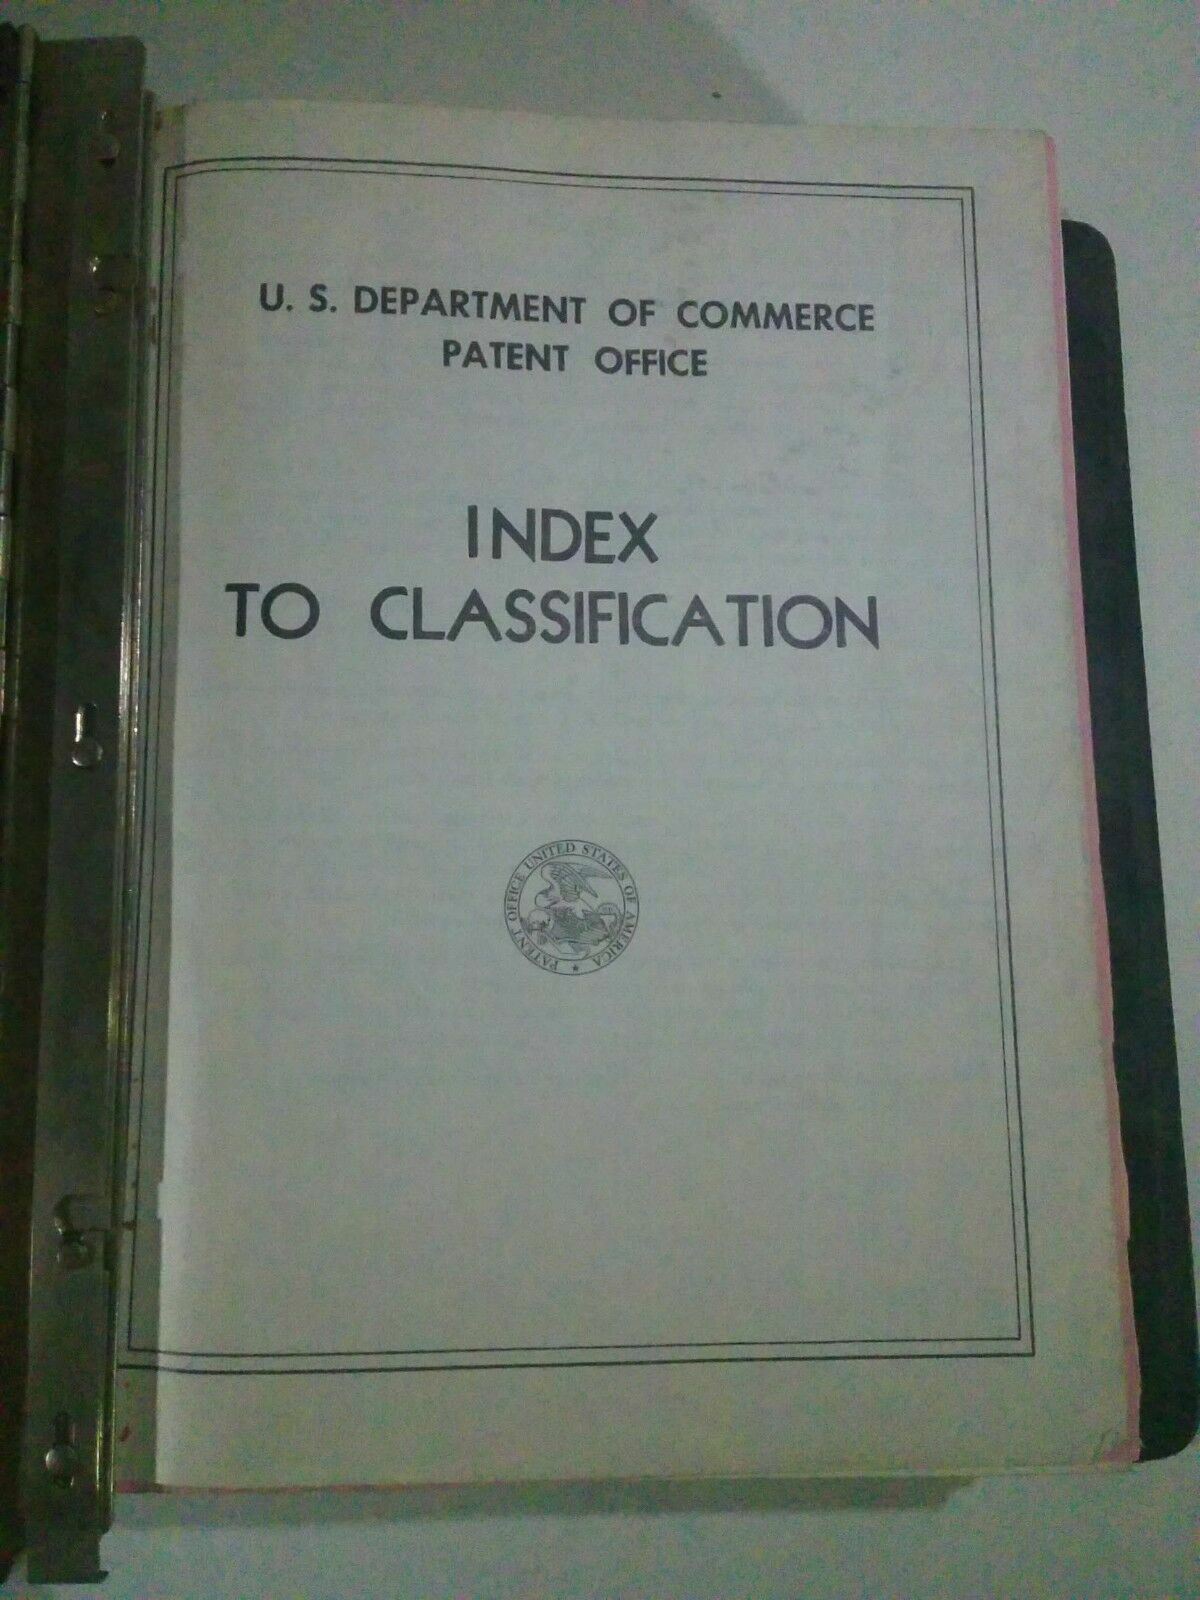 U. S. DEPARTMENT OF COMMERCE
PATENT OFFICE
INDEX
TO CLASSIFICATION
PATENT OFFICE UNITED STATES OF AMERICA